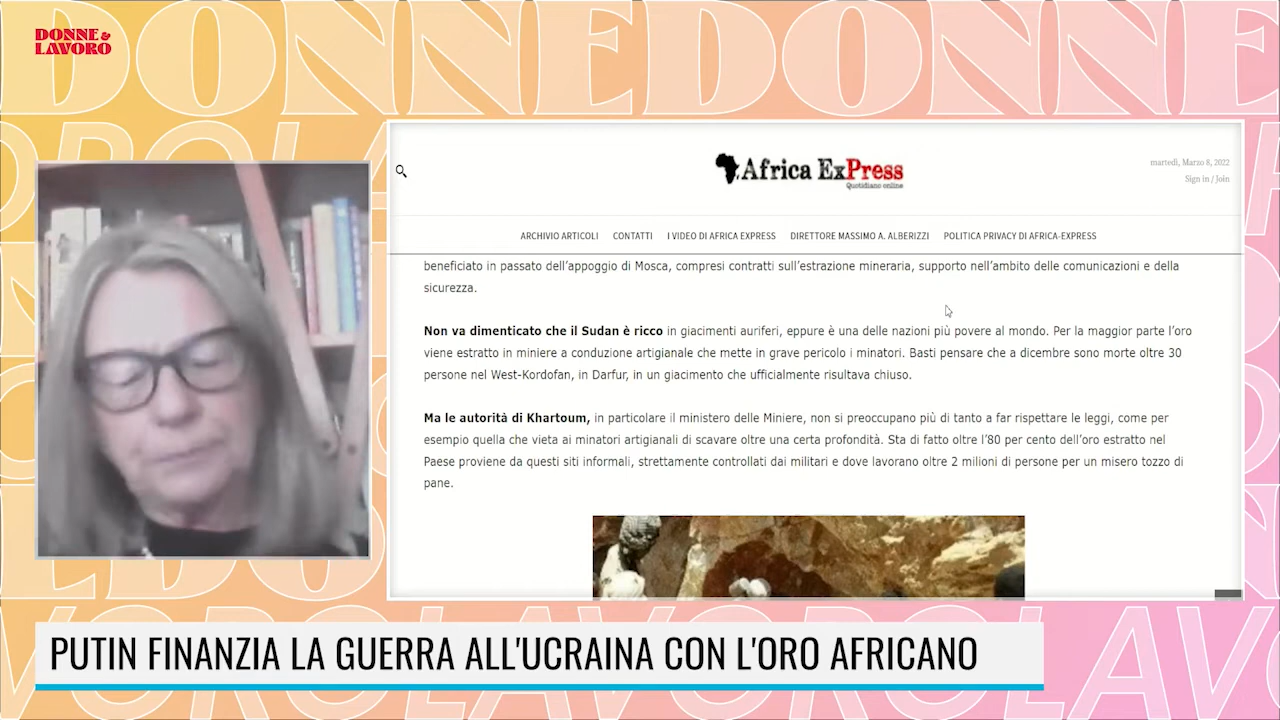 DONNE &
LAVORO
Africa ExPress
Quotidiano online
martedì, Marzo 8, 2022
Sign in / Join
ARCHIVIO ARTICOLI CONTATTI I VIDEO DI AFRICA EXPRESS DIRETTORE MASSIMO A. ALBERIZZI POLITICA PRIVACY DI AFRICA-EXPRESS
beneficiato in passato dell'appoggio di Mosca, compresi contratti sull'estrazione mineraria, supporto nell'ambito delle comunicazioni e della
sicurezza.
Non va dimenticato che il Sudan è ricco in giacimenti auriferi, eppure è una delle nazioni più povere al mondo. Per la maggior parte l'oro
viene estratto in miniere a conduzione artigianale che mette in grave pericolo i minatori. Basti pensare che a dicembre sono morte oltre 30
persone nel West-Kordofan, in Darfur, in un giacimento che ufficialmente risultava chiuso.
Ma le autorità di Khartoum, in particolare il ministero delle Miniere, non si preoccupano più di tanto a far rispettare le leggi, come per
esempio quella che vieta ai minatori artigianali di scavare oltre una certa profondità. Sta di fatto oltre l'80 per cento dell'oro estratto nel
Paese proviene da questi siti informali, strettamente controllati dai militari e dove lavorano oltre 2 milioni di persone per un misero tozzo di
pane.
PUTIN FINANZIA LA GUERRA ALL'UCRAINA CON L'ORO AFRICANO